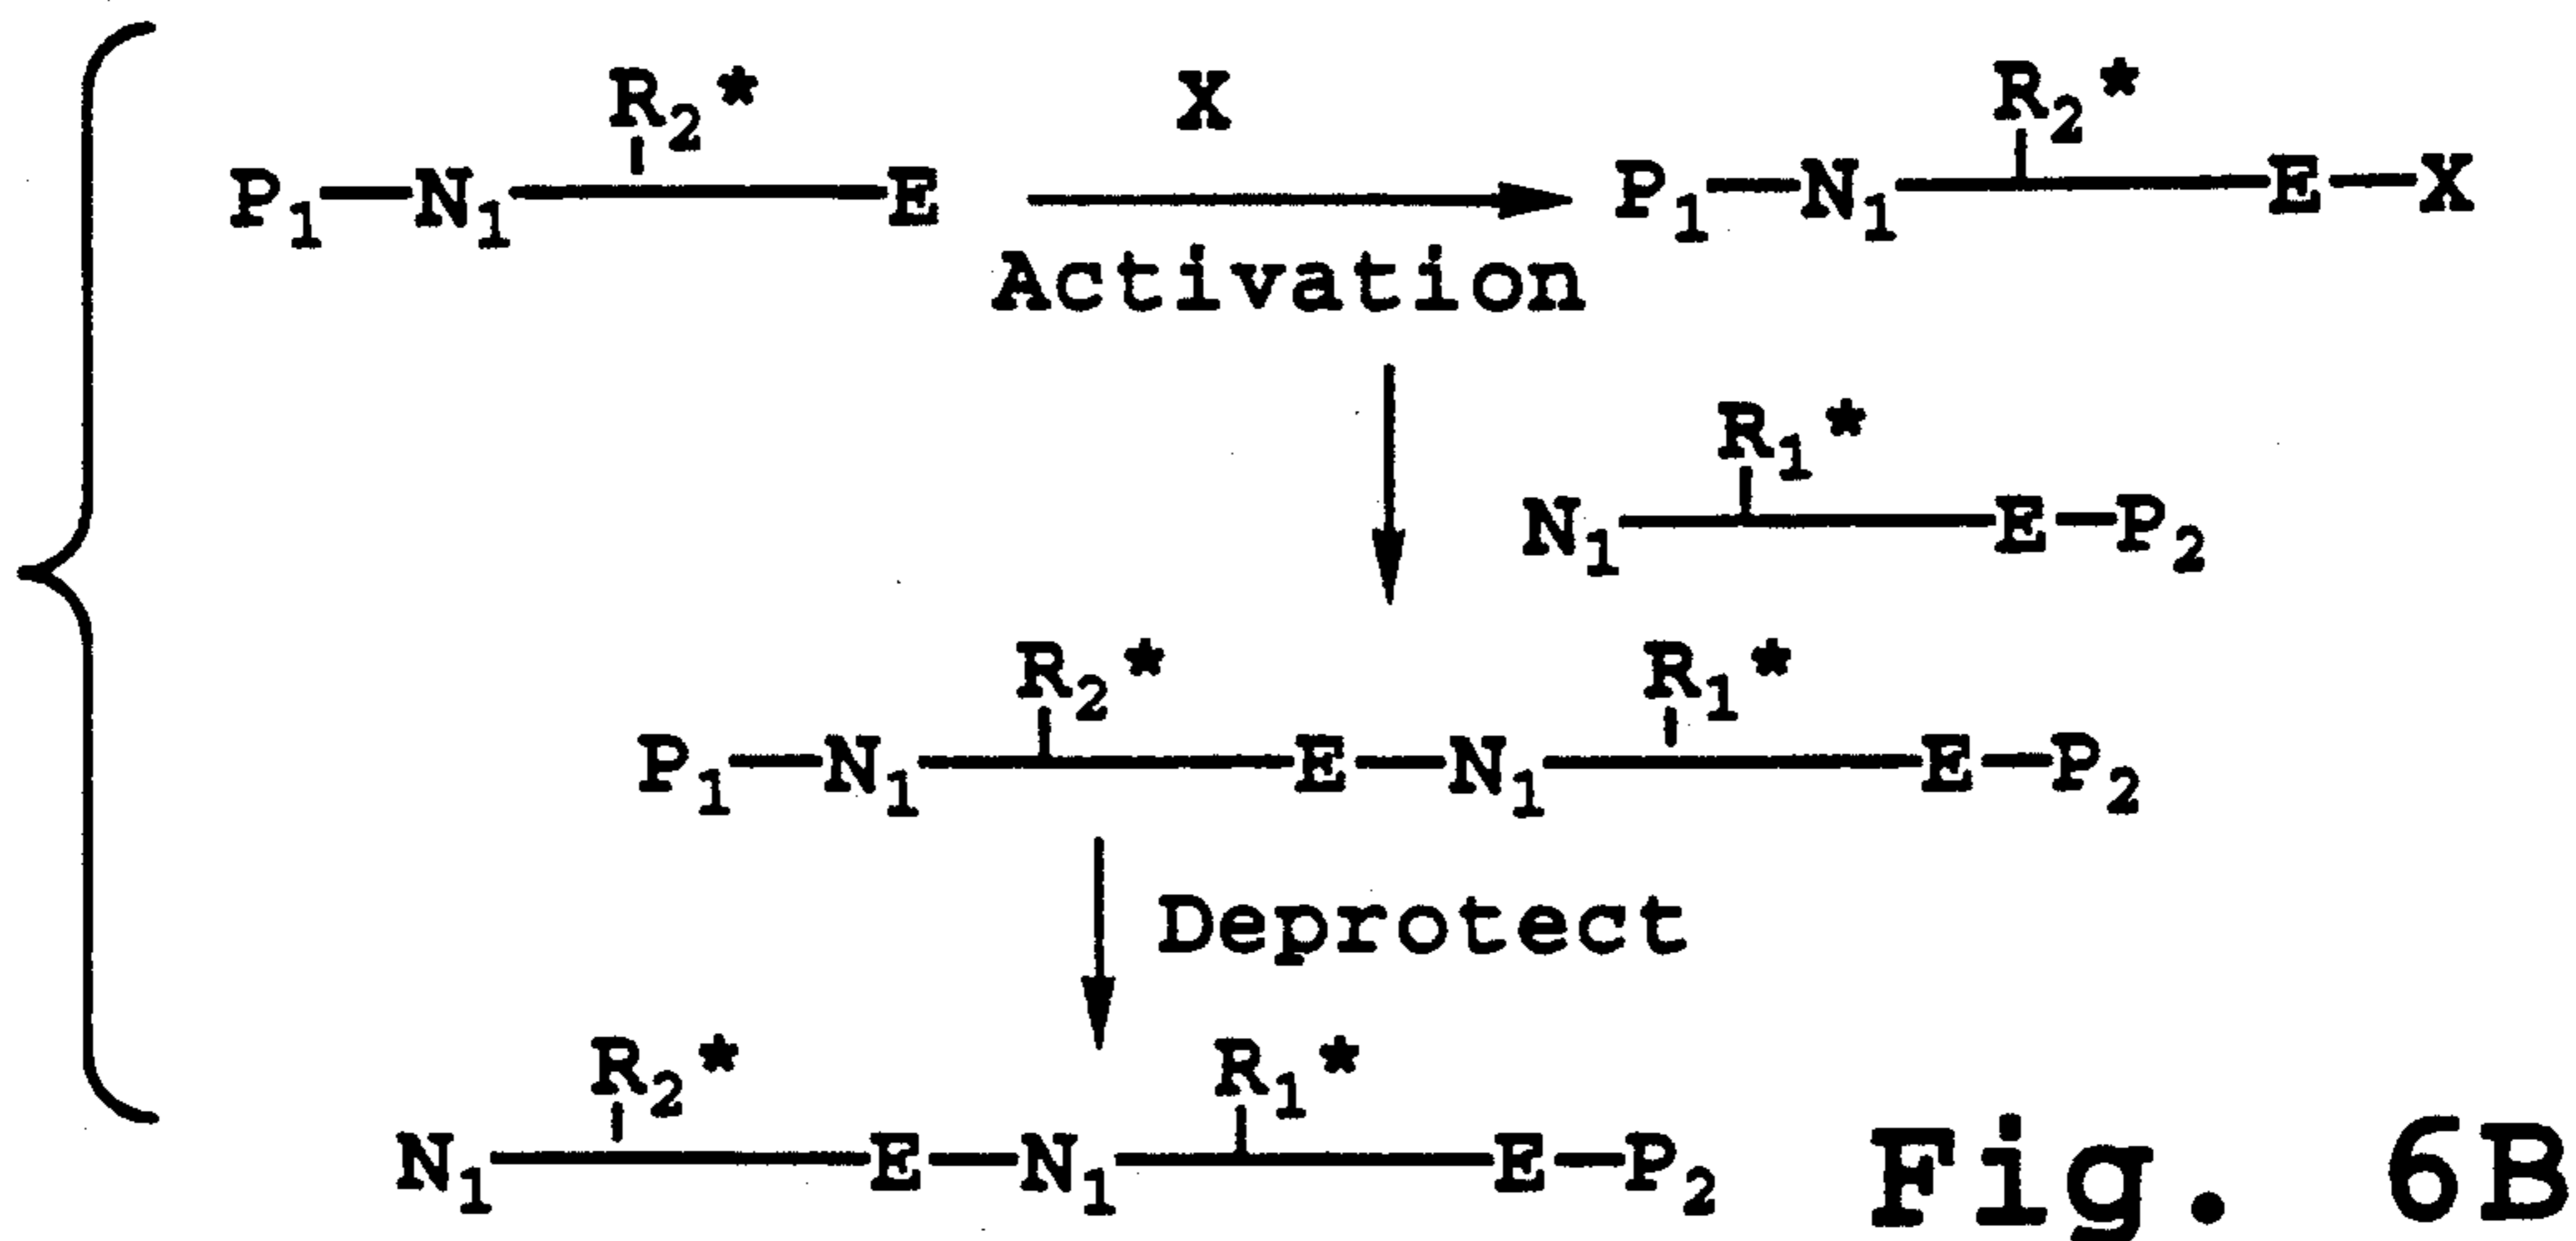 R₂* X R₂*
P₁—N₁—E P₁—N₁—E—X
Activation
R₁*
N₁—E—P₂
R₂* R₁*
P₁—N₁—E—N₁—E—P₂
Deprotect
R₂* R₁*
N₁—E—N₁—E—P₂
Fig. 6B